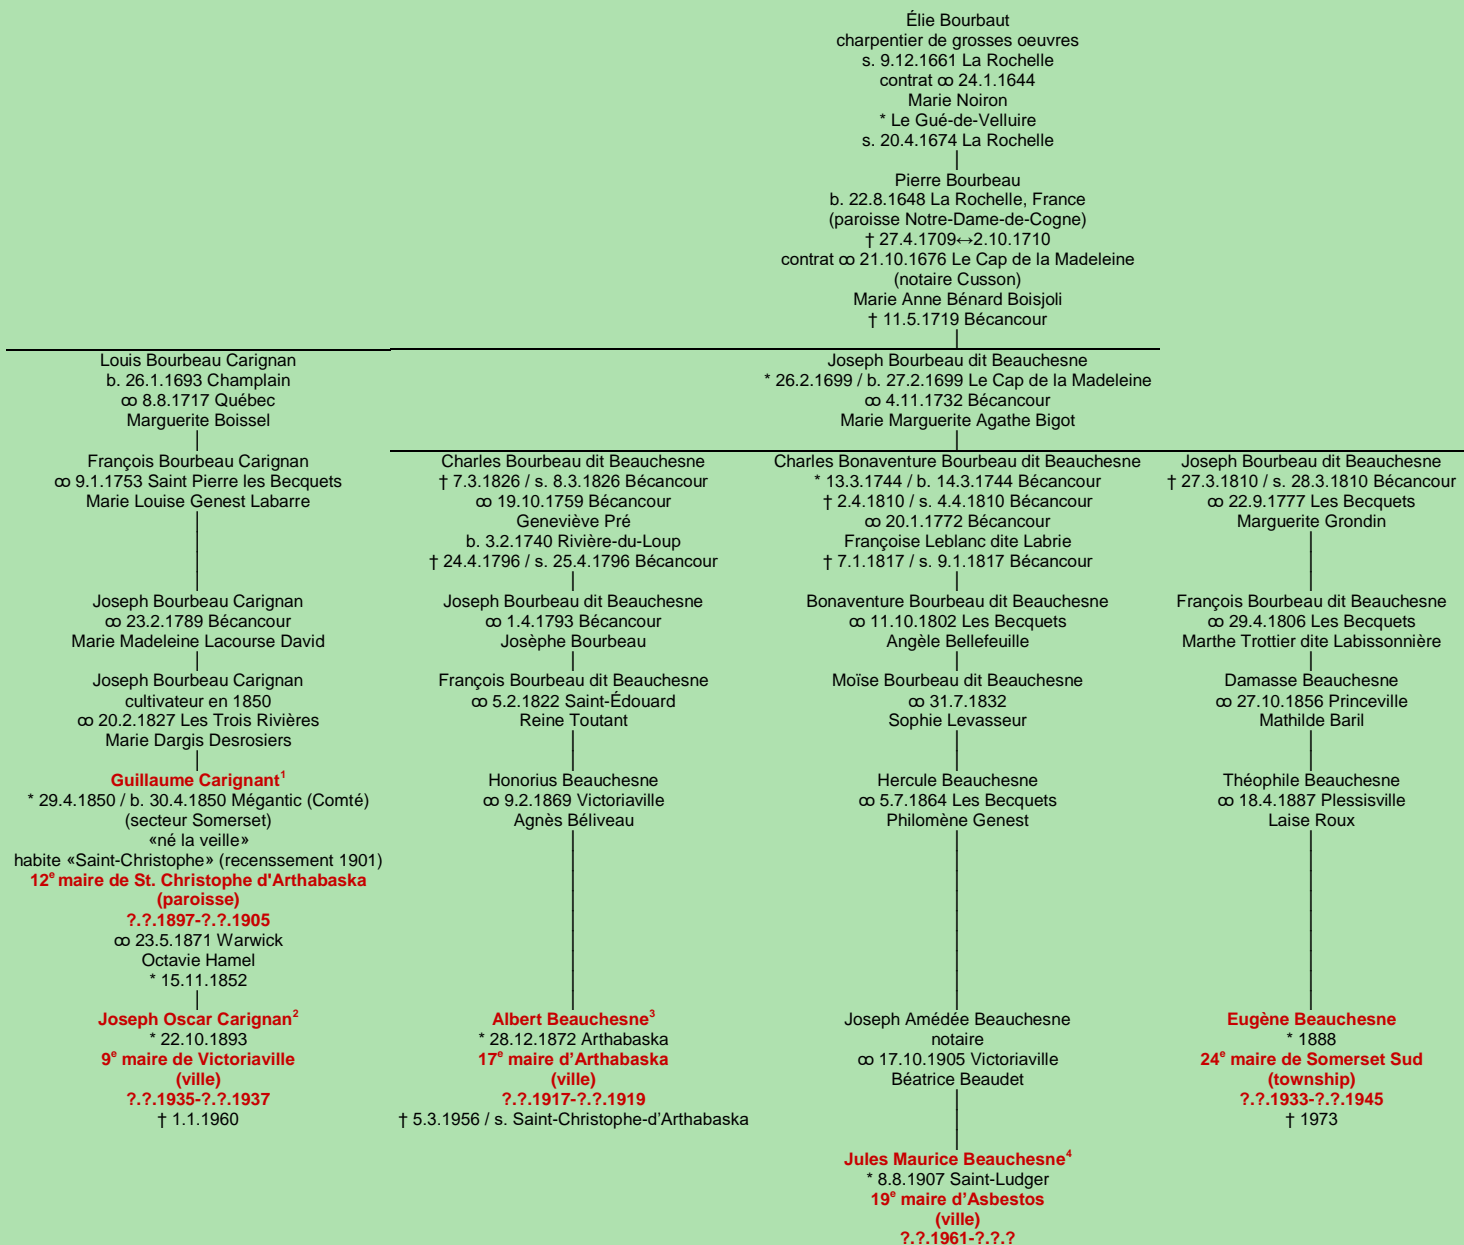 Élie Bourbaut
charpentier de grosses oeuvres
s. 9.12.1661 La Rochelle
contrat ꝏ 24.1.1644
Marie Noiron
* Le Gué-de-Velluire
s. 20.4.1674 La Rochelle
Pierre Bourbeau
b. 22.8.1648 La Rochelle, France
(paroisse Notre-Dame-de-Cogne)
† 27.4.1709↔2.10.1710
contrat ꝏ 21.10.1676 Le Cap de la Madeleine
(notaire Cusson)
Marie Anne Bénard Boisjoli
† 11.5.1719 Bécancour
Louis Bourbeau Carignan
b. 26.1.1693 Champlain
ꝏ 8.8.1717 Québec
Marguerite Boissel
Joseph Bourbeau dit Beauchesne
* 26.2.1699 / b. 27.2.1699 Le Cap de la Madeleine
ꝏ 4.11.1732 Bécancour
Marie Marguerite Agathe Bigot
François Bourbeau Carignan
ꝏ 9.1.1753 Saint Pierre les Becquets
Marie Louise Genest Labarre
Charles Bourbeau dit Beauchesne
† 7.3.1826 / s. 8.3.1826 Bécancour
ꝏ 19.10.1759 Bécancour
Geneviève Pré
b. 3.2.1740 Rivière-du-Loup
† 24.4.1796 / s. 25.4.1796 Bécancour
Charles Bonaventure Bourbeau dit Beauchesne
* 13.3.1744 / b. 14.3.1744 Bécancour
† 2.4.1810 / s. 4.4.1810 Bécancour
ꝏ 20.1.1772 Bécancour
Françoise Leblanc dite Labrie
† 7.1.1817 / s. 9.1.1817 Bécancour
Joseph Bourbeau dit Beauchesne
† 27.3.1810 / s. 28.3.1810 Bécancour
ꝏ 22.9.1777 Les Becquets
Marguerite Grondin
Joseph Bourbeau Carignan
ꝏ 23.2.1789 Bécancour
Marie Madeleine Lacourse David
Joseph Bourbeau dit Beauchesne
ꝏ 1.4.1793 Bécancour
Josèphe Bourbeau
Bonaventure Bourbeau dit Beauchesne
ꝏ 11.10.1802 Les Becquets
Angèle Bellefeuille
François Bourbeau dit Beauchesne
ꝏ 29.4.1806 Les Becquets
Marthe Trottier dite Labissonnière
Joseph Bourbeau Carignan
cultivateur en 1850
ꝏ 20.2.1827 Les Trois Rivières
Marie Dargis Desrosiers
François Bourbeau dit Beauchesne
ꝏ 5.2.1822 Saint-Édouard
Reine Toutant
Moïse Bourbeau dit Beauchesne
ꝏ 31.7.1832
Sophie Levasseur
Damasse Beauchesne
ꝏ 27.10.1856 Princeville
Mathilde Baril
Guillaume Carignant¹
* 29.4.1850 / b. 30.4.1850 Mégantic (Comté)
(secteur Somerset)
«né la veille»
habite «Saint-Christophe» (recenssement 1901)
12e maire de St. Christophe d'Arthabaska
(paroisse)
?.?.1897-?.?.1905
ꝏ 23.5.1871 Warwick
Octavie Hamel
* 15.11.1852
Honorius Beauchesne
ꝏ 9.2.1869 Victoriaville
Agnès Béliveau
Hercule Beauchesne
ꝏ 5.7.1864 Les Becquets
Philomène Genest
Théophile Beauchesne
ꝏ 18.4.1887 Plessisville
Laise Roux
Joseph Oscar Carignan²
* 22.10.1893
9e maire de Victoriaville
(ville)
?.?.1935-?.?.1937
† 1.1.1960
Albert Beauchesne³
* 28.12.1872 Arthabaska
17e maire d’Arthabaska
(ville)
?.?.1917-?.?.1919
† 5.3.1956 / s. Saint-Christophe-d’Arthabaska
Joseph Amédée Beauchesne
notaire
ꝏ 17.10.1905 Victoriaville
Béatrice Beaudet
Eugène Beauchesne
* 1888
24e maire de Somerset Sud
(township)
?.?.1933-?.?.1945
† 1973
Jules Maurice Beauchesne⁴
* 8.8.1907 Saint-Ludger
19e maire d’Asbestos
(ville)
?.?.1961-?.?.?